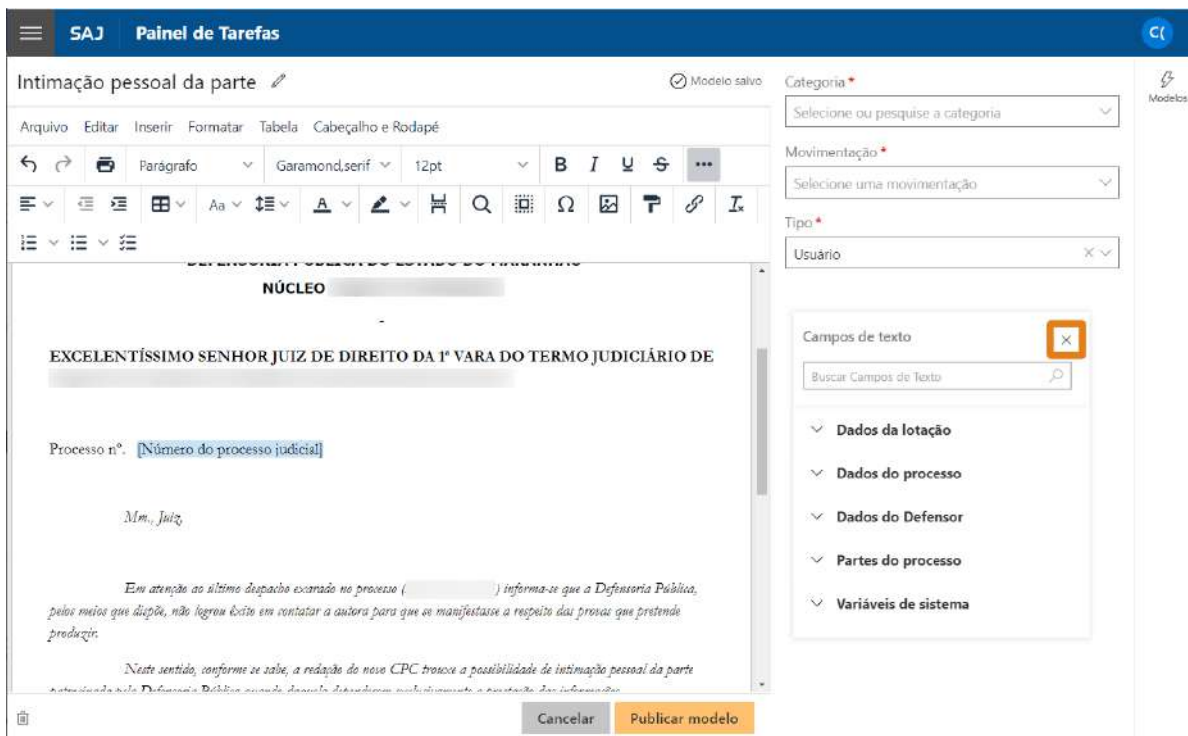 SAJ Painel de Tarefas
C(
Intimação pessoal da parte
Modelo salvo
Arquivo Editar Inserir Formatar Tabela Cabeçalho e Rodapé
Parágrafo Garamond,serif 12pt B I U S ...
Aa A Ω Ix
NÚCLEO
-
EXCELENTÍSSIMO SENHOR JUIZ DE DIREITO DA 1ª VARA DO TERMO JUDICIÁRIO DE
Processo nº. [Número do processo judicial]
Mm., Juiz,
Em atenção ao último despacho exarado no processo ( ) informa-se que a Defensoria Pública,
pelos meios que dispõe, não logrou êxito em contatar a autora para que se manifestasse a respeito das provas que pretende
produzir.
Neste sentido, conforme se sabe, a redação do novo CPC trouxe a possibilidade de intimação pessoal da parte
Cancelar Publicar modelo
Categoria *
Selecione ou pesquise a categoria
Movimentação *
Selecione uma movimentação
Tipo *
Usuário
Campos de texto
Buscar Campos de Texto
Dados da lotação
Dados do processo
Dados do Defensor
Partes do processo
Variáveis de sistema
Modelos